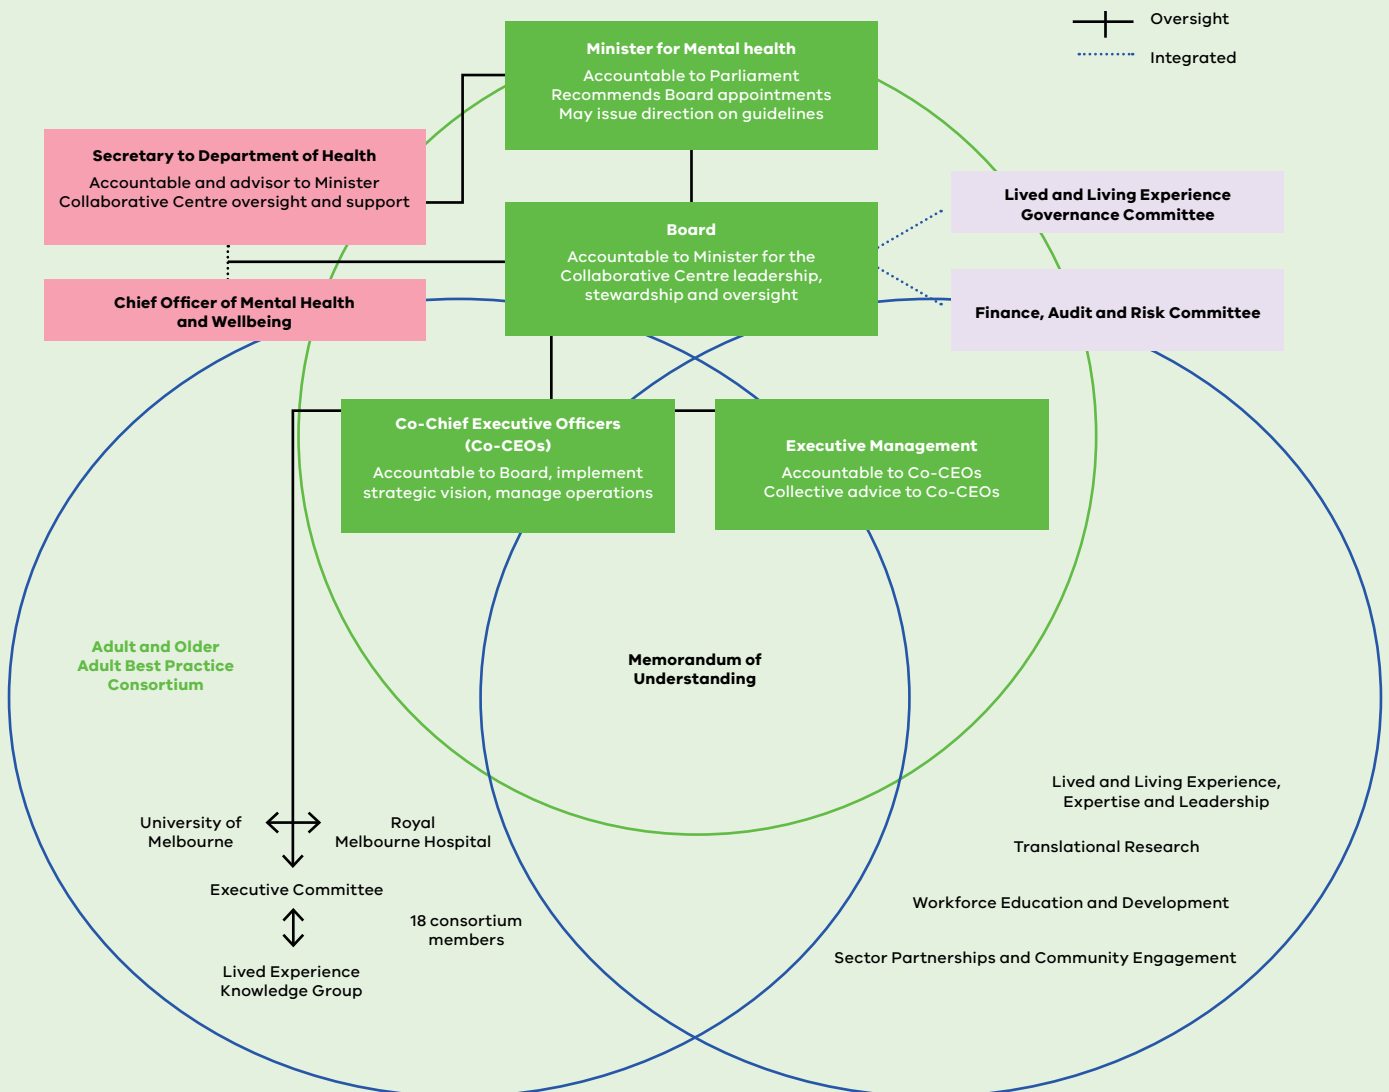 Oversight
Integrated
Minister for Mental health
Accountable to Parliament
Recommends Board appointments
May issue direction on guidelines
Secretary to Department of Health
Accountable and advisor to Minister
Collaborative Centre oversight and support
Lived and Living Experience
Governance Committee
Board
Accountable to Minister for the
Collaborative Centre leadership,
stewardship and oversight
Chief Officer of Mental Health
and Wellbeing
Finance, Audit and Risk Committee
Co-Chief Executive Officers
(Co-CEOs)
Accountable to Board, implement
strategic vision, manage operations
Executive Management
Accountable to Co-CEOs
Collective advice to Co-CEOs
Adult and Older
Adult Best Practice
Consortium
Memorandum of
Understanding
University of
Melbourne
Royal
Melbourne Hospital
Executive Committee
18 consortium
members
Lived Experience
Knowledge Group
Lived and Living Experience,
Expertise and Leadership
Translational Research
Workforce Education and Development
Sector Partnerships and Community Engagement